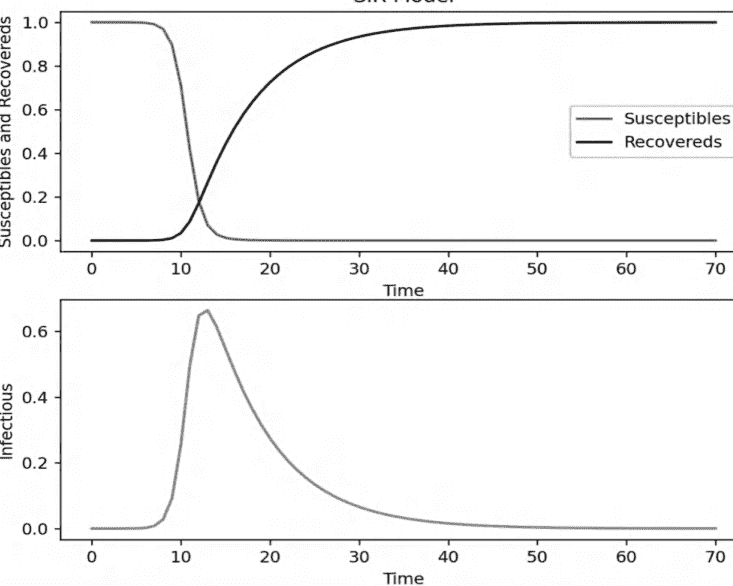 SIR Model
1.0
0.8
0.6
0.4
0.2
0.0
Susceptibles and Recovereds
Susceptibles
Recovereds
0 10 20 30 40 50 60 70
Time
0.6
0.4
0.2
0.0
Infectious
0 10 20 30 40 50 60 70
Time